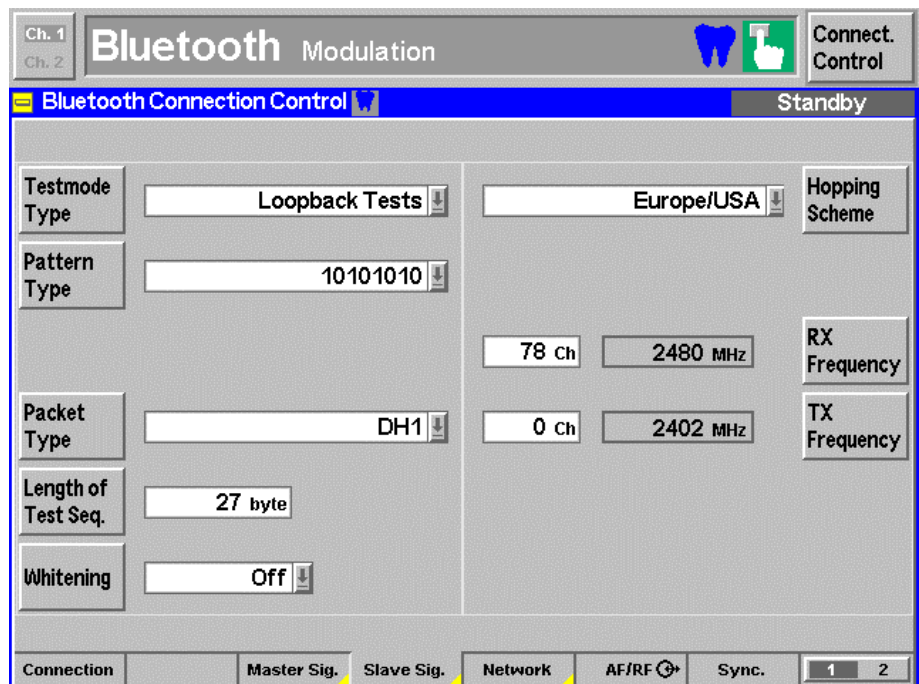 Ch. 1
Ch. 2
Bluetooth Modulation
Connect.
Control
Bluetooth Connection Control
Standby
Testmode
Type
Loopback Tests
Europe/USA
Hopping
Scheme
Pattern
Type
10101010
78 Ch
2480 MHz
RX
Frequency
Packet
Type
DH1
0 Ch
2402 MHz
TX
Frequency
Length of
Test Seq.
27 byte
Whitening
Off
Connection
Master Sig.
Slave Sig.
Network
AF/RF
Sync.
1 2